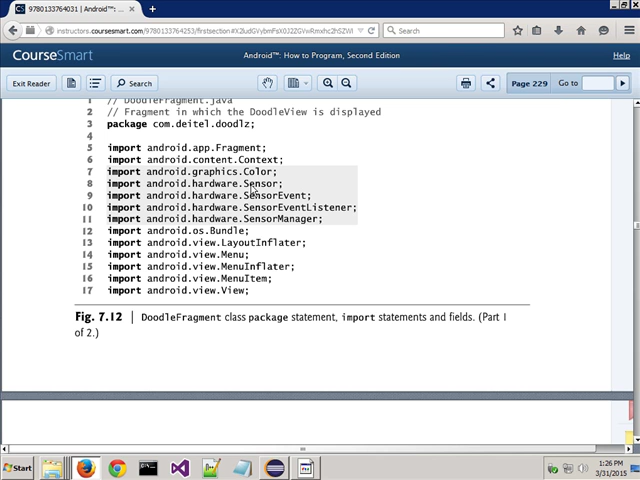 9780133764031 | Android™: ...
instructors.coursesmart.com
Search
CourseSmart
Android™: How to Program, Second Edition
Help
Exit Reader
Search
Page 229
Go to
1 // DoodleFragment.java
2 // Fragment in which the DoodleView is displayed
3 package com.deitel.doodlz;
4
5 import android.app.Fragment;
6 import android.content.Context;
7 import android.graphics.Color;
8 import android.hardware.Sensor;
9 import android.hardware.SensorEvent;
10 import android.hardware.SensorEventListener;
11 import android.hardware.SensorManager;
12 import android.os.Bundle;
13 import android.view.LayoutInflater;
14 import android.view.Menu;
15 import android.view.MenuInflater;
16 import android.view.MenuItem;
17 import android.view.View;
Fig. 7.12 | DoodleFragment class package statement, import statements and fields. (Part 1
of 2.)
Start
1:26 PM
3/31/2015